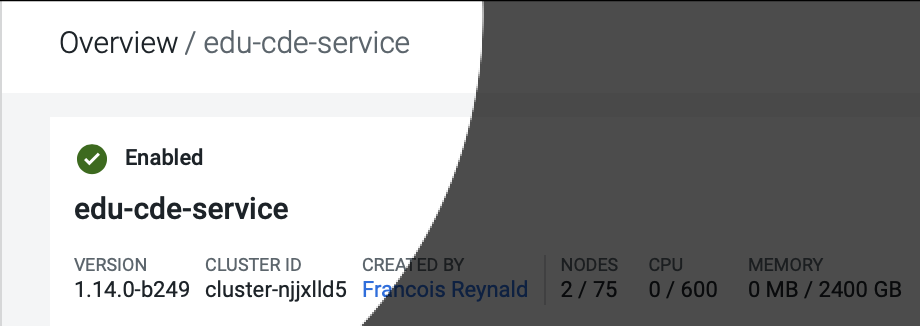 Overview / edu-cde-service
Enabled
edu-cde-service
VERSION CLUSTER ID CREATED BY NODES CPU MEMORY
1.14.0-b249 cluster-njjxlld5 Francois Reynald 2 / 75 0 / 600 0 MB / 2400 GB